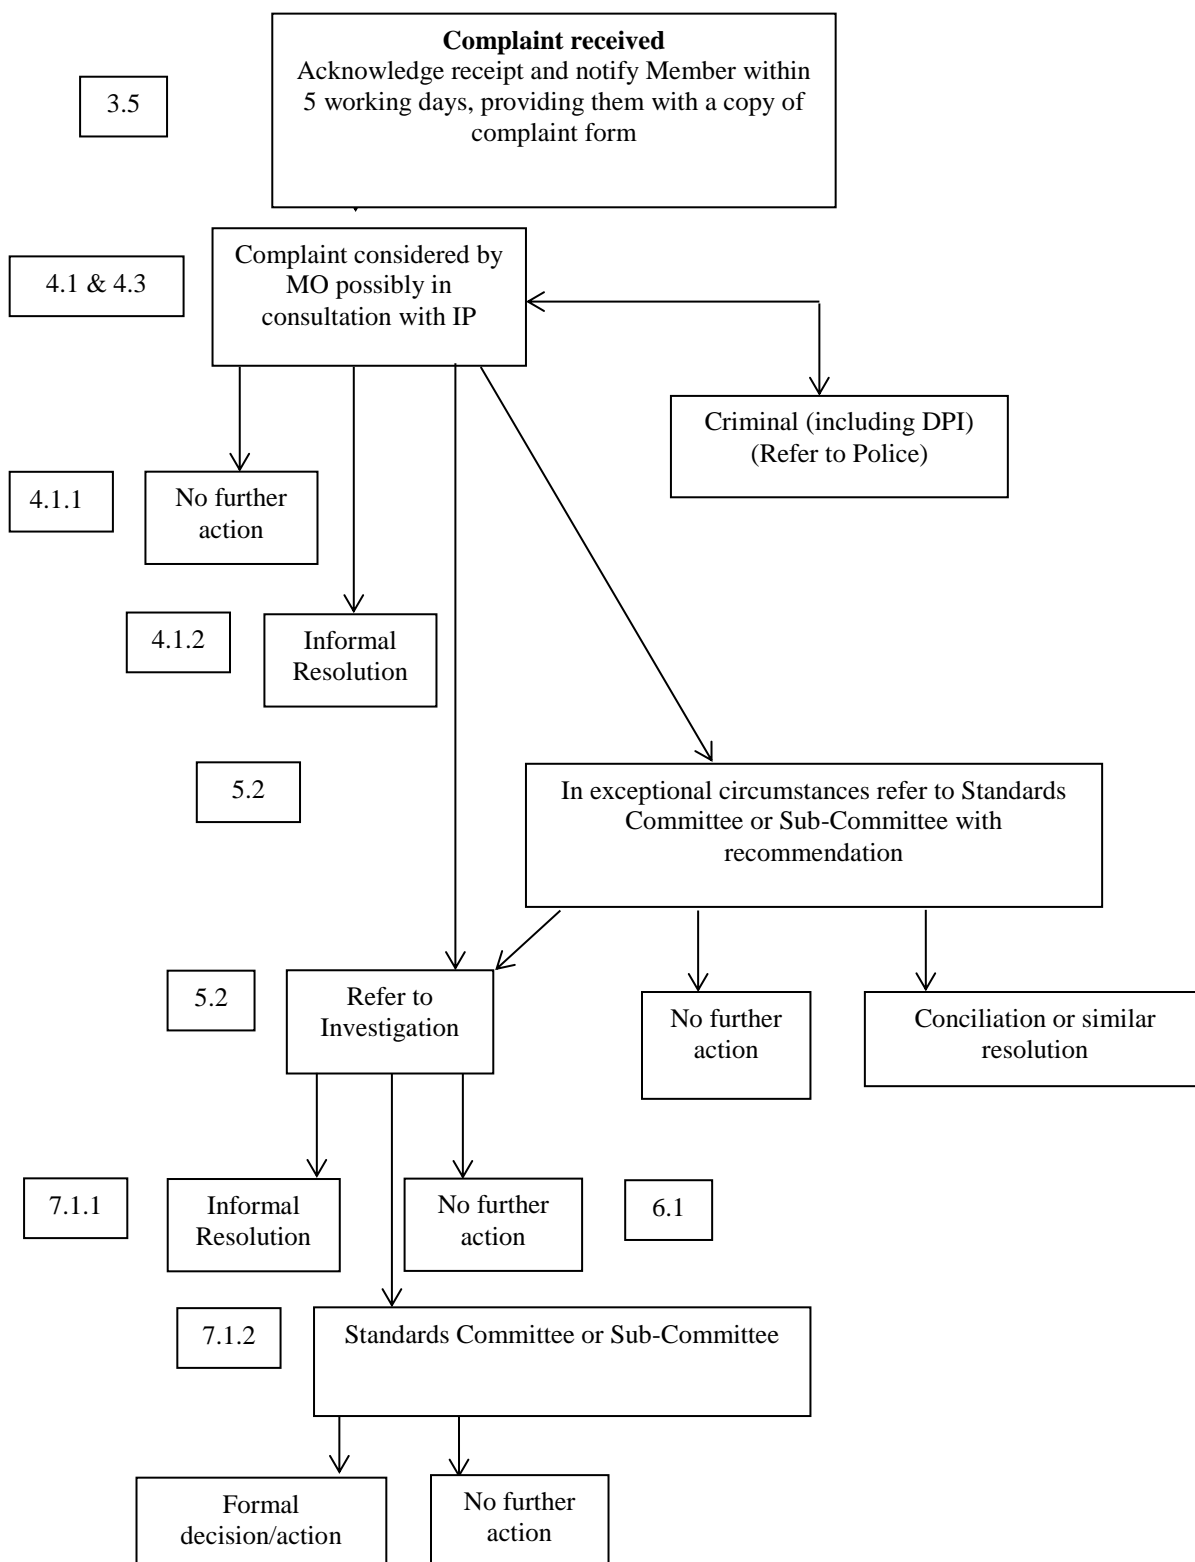 Complaint received
Acknowledge receipt and notify Member within
5 working days, providing them with a copy of
complaint form
3.5
Complaint considered by
MO possibly in
consultation with IP
4.1 & 4.3
Criminal (including DPI)
(Refer to Police)
4.1.1
No further
action
4.1.2
Informal
Resolution
5.2
In exceptional circumstances refer to Standards
Committee or Sub-Committee with
recommendation
5.2
Refer to
Investigation
No further
action
Conciliation or similar
resolution
7.1.1
Informal
Resolution
No further
action
6.1
7.1.2
Standards Committee or Sub-Committee
Formal
decision/action
No further
action